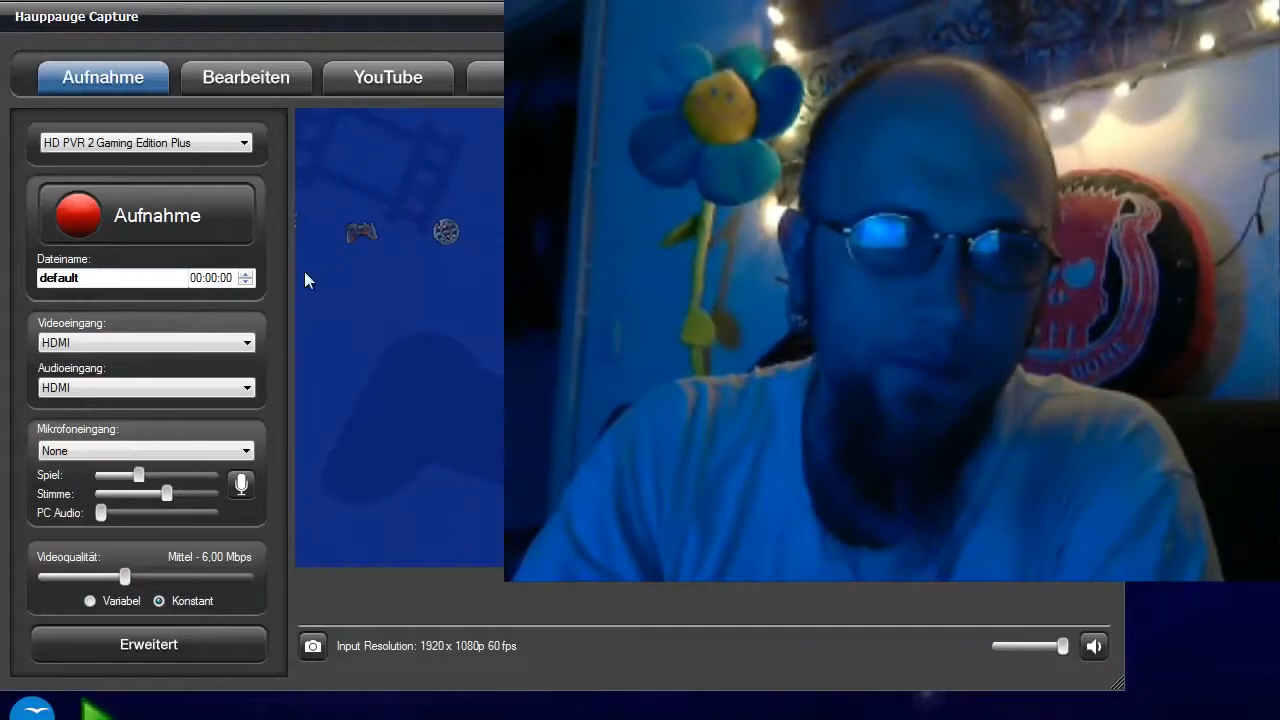 Hauppauge Capture
Aufnahme
Bearbeiten
YouTube
HD PVR 2 Gaming Edition Plus
Aufnahme
Dateiname:
default 00:00:00
Videoeingang:
HDMI
Audioeingang:
HDMI
Mikrofoneingang:
None
Spiel:
Stimme:
PC Audio:
Videoqualität: Mittel - 6,00 Mbps
Variabel Konstant
Erweitert
Input Resolution: 1920 x 1080p 60 fps